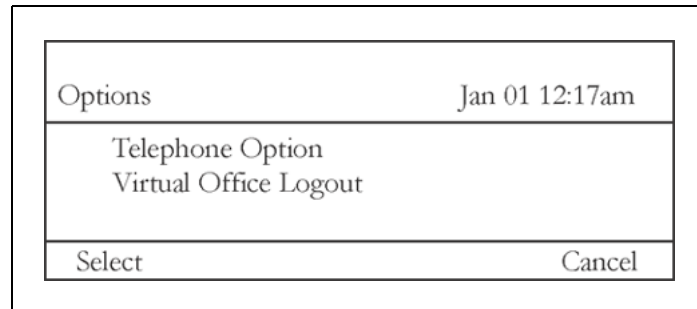 Options Jan 01 12:17am
Telephone Option
Virtual Office Logout
Select Cancel